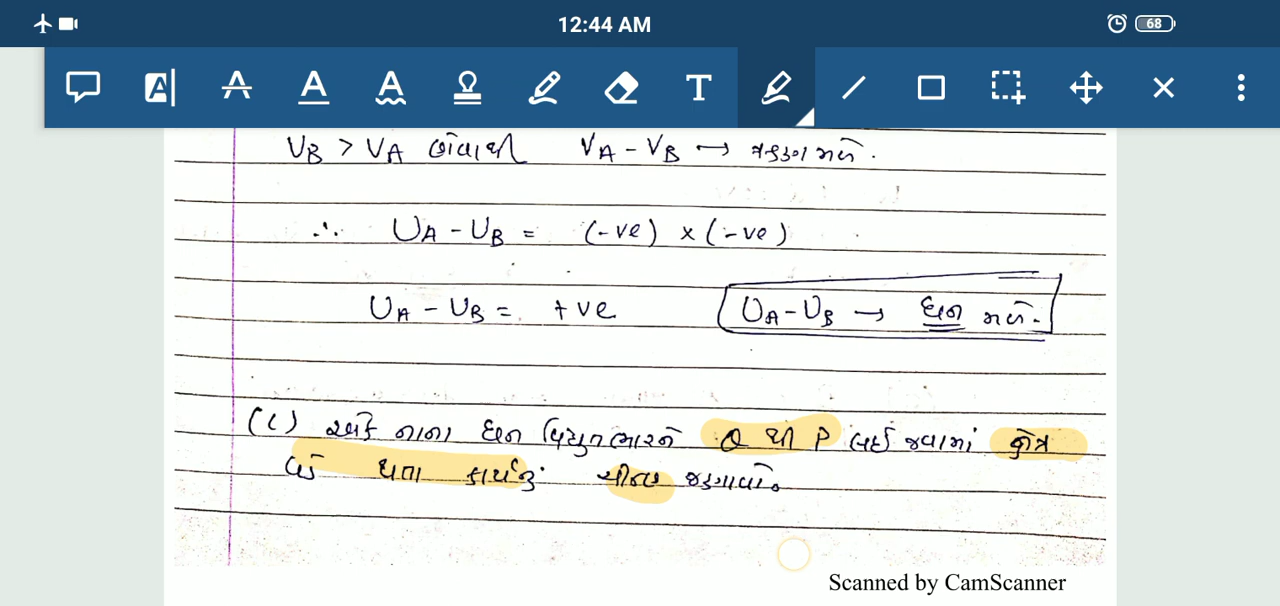 12:44 AM
68
A A A A T
VB > VA હોવાથી VA - VB → ઋણ મળે.
∴ UA - UB = (-ve) × (-ve)
UA - UB = +ve UA - UB → ધન મળે.
(c) એક નાના ધન વિદ્યુતભારને Q થી P લઈ જવામાં ક્ષેત્ર
વડે થતા કાર્યનું ચીહ્ન જણાવો.
Scanned by CamScanner